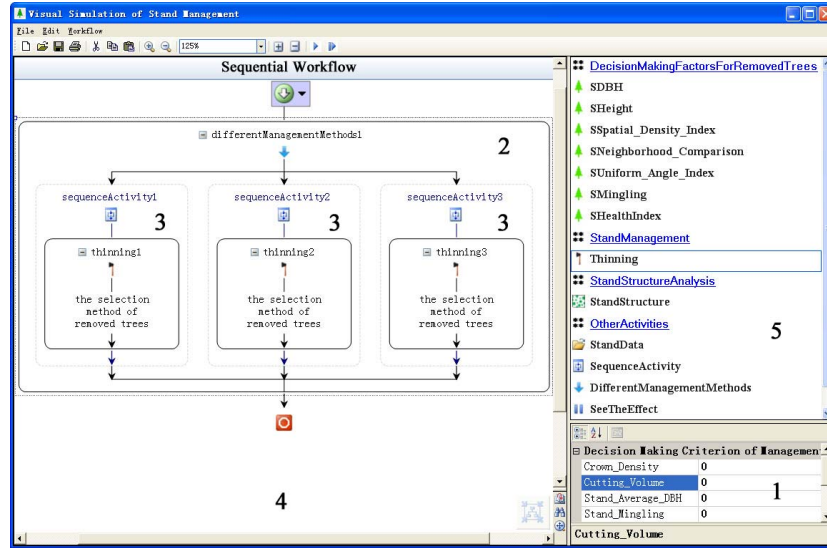 Visual Simulation of Stand Management
File Edit Workflow
125%
Sequential Workflow
differentManagementMethods1
2
sequenceActivity1 sequenceActivity2 sequenceActivity3
3 3 3
thinning1 thinning2 thinning3
the selection method of removed trees
the selection method of removed trees
the selection method of removed trees
4
DecisionMakingFactorsForRemovedTrees
SDBH
SHeight
SSpatial_Density_Index
SNeighborhood_Comparison
SUniform_Angle_Index
SMingling
SHealthIndex
StandManagement
Thinning
StandStructureAnalysis
StandStructure
OtherActivities
5
StandData
SequenceActivity
DifferentManagementMethods
SeeTheEffect
Decision Making Criterion of Managemen
Crown_Density 0
Cutting_Volume 0
1
Stand_Average_DBH 0
Stand_Mingling 0
Cutting_Volume